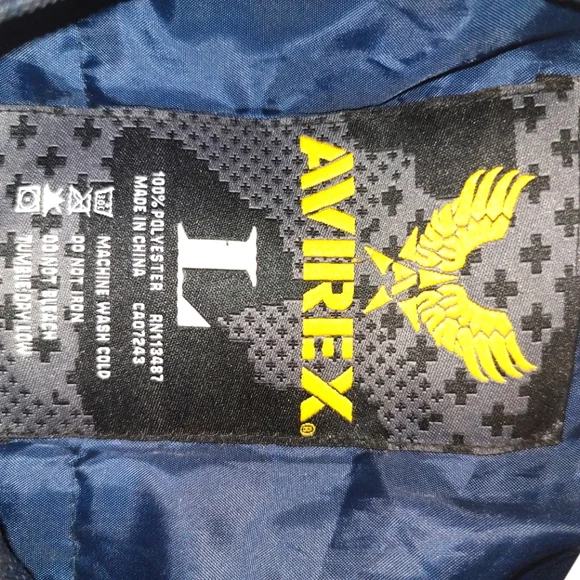 AVIREX®
L
100% POLYESTER RN113487
MADE IN CHINA CA07243
MACHINE WASH COLD
DO NOT IRON
DO NOT BLEACH
TUMBLE DRY LOW